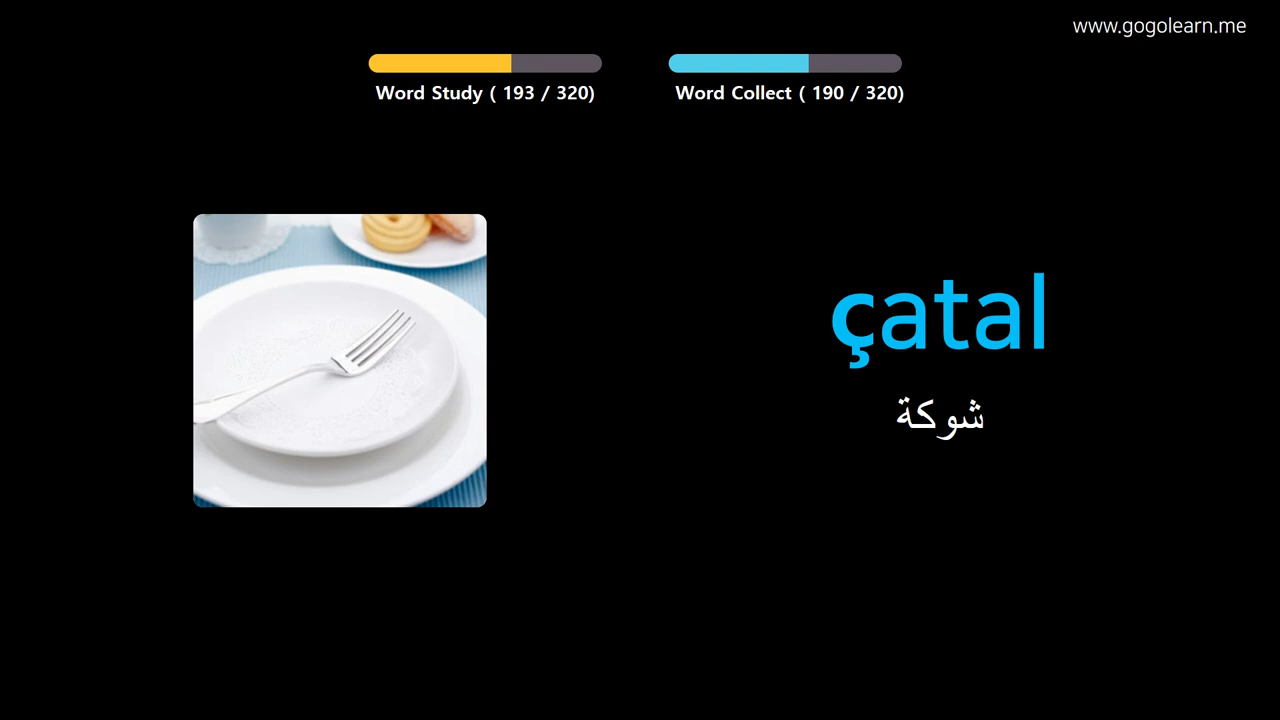 www.gogolearn.me
Word Study ( 193 / 320)
Word Collect ( 190 / 320)
çatal
شوكة